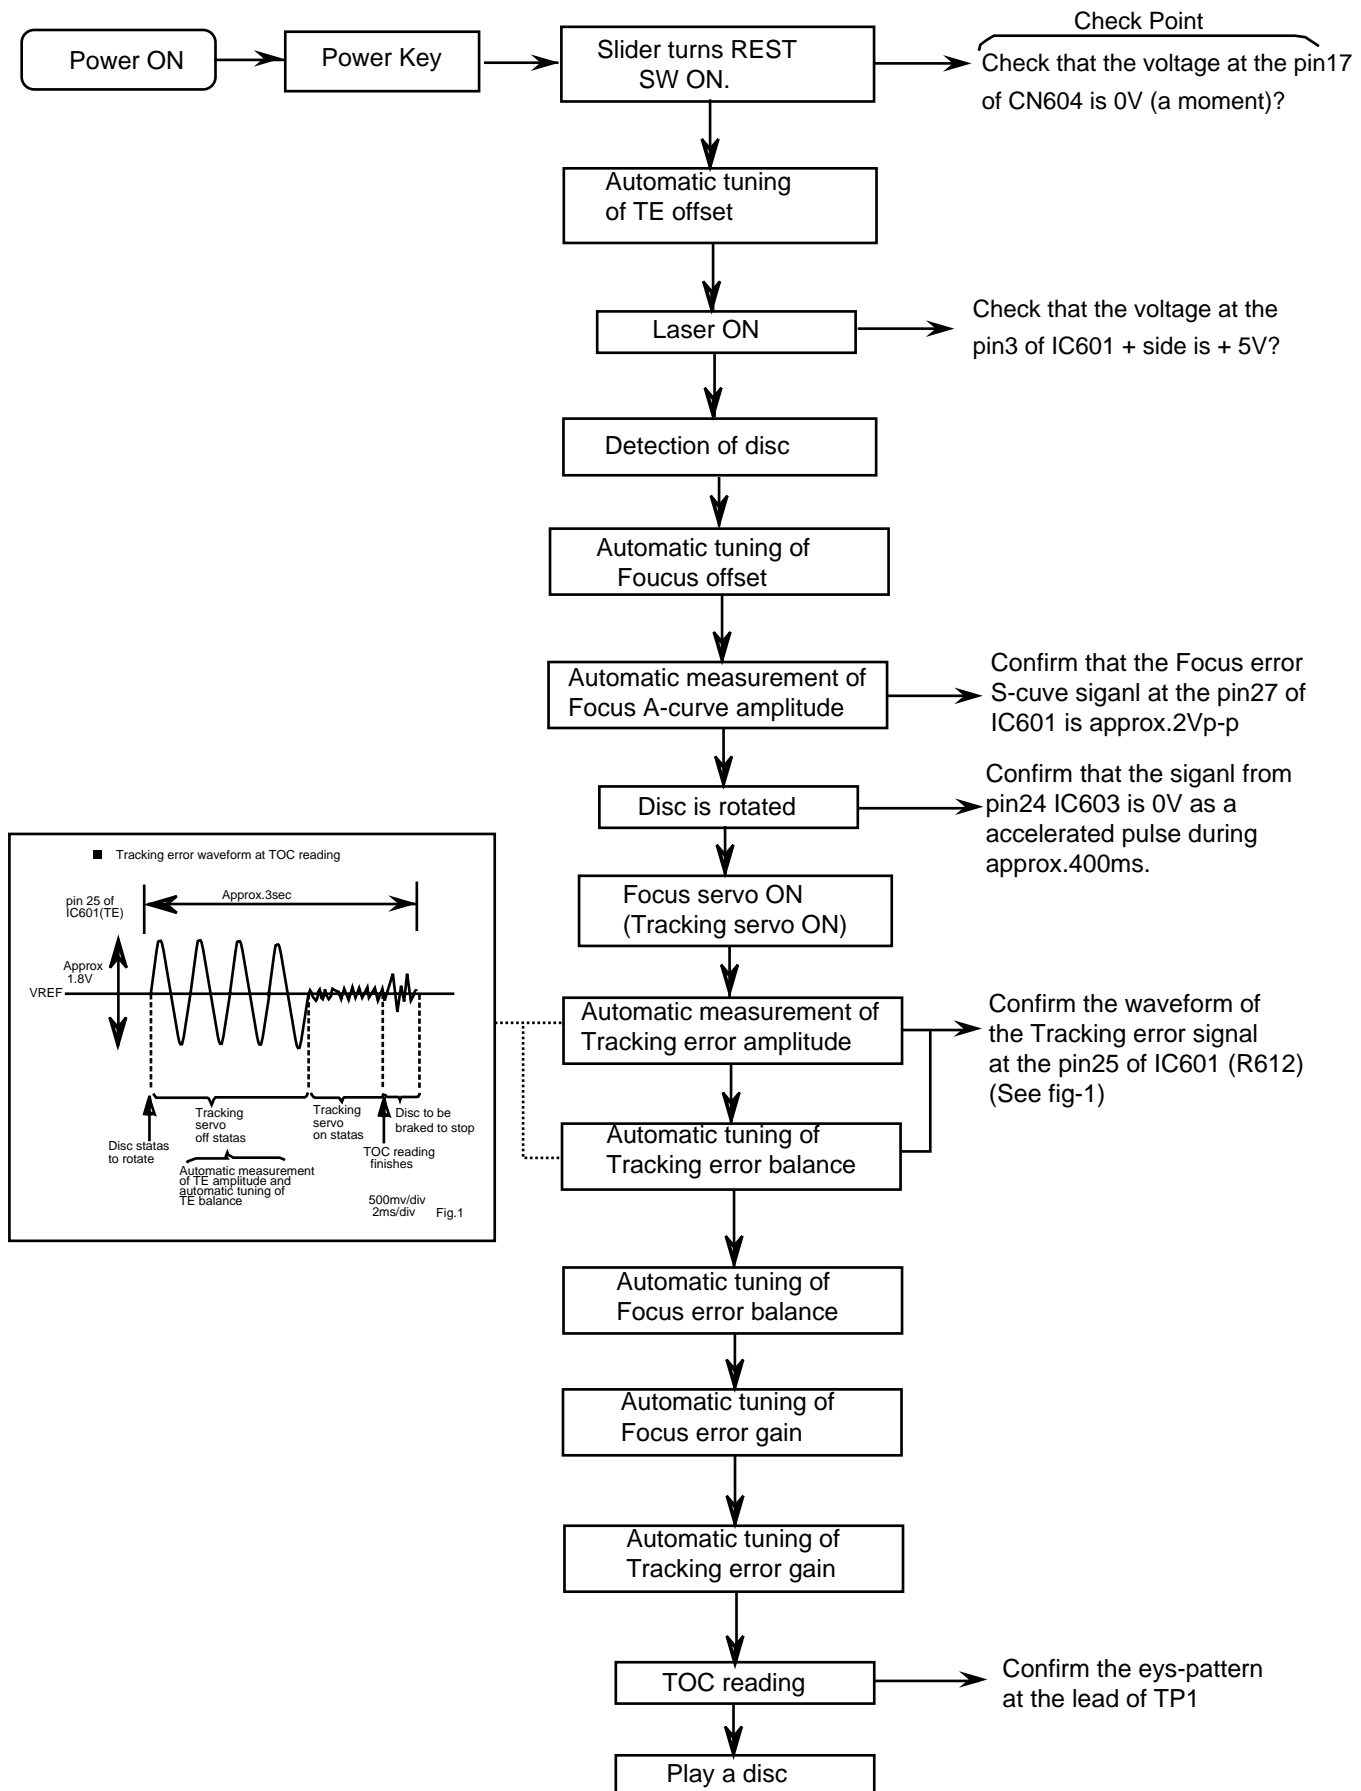 Check Point
Power ON
Power Key
Slider turns REST
SW ON.
Check that the voltage at the pin17
of CN604 is 0V (a moment)?
Automatic tuning
of TE offset
Laser ON
Check that the voltage at the
pin3 of IC601 + side is + 5V?
Detection of disc
Automatic tuning of
Foucus offset
Automatic measurement of
Focus A-curve amplitude
Confirm that the Focus error
S-cuve siganl at the pin27 of
IC601 is approx.2Vp-p
Disc is rotated
Confirm that the siganl from
pin24 IC603 is 0V as a
accelerated pulse during
approx.400ms.
Focus servo ON
(Tracking servo ON)
■ Tracking error waveform at TOC reading
pin 25 of
IC601(TE)
Approx.3sec
Approx
1.8V
VREF
Tracking
servo
off statas
Tracking
servo
on statas
Disc to be
braked to stop
Disc statas
to rotate
TOC reading
finishes
Automatic measurement
of TE amplitude and
automatic tuning of
TE balance
500mv/div
2ms/div
Fig.1
Automatic measurement of
Tracking error amplitude
Confirm the waveform of
the Tracking error signal
at the pin25 of IC601 (R612)
(See fig-1)
Automatic tuning of
Tracking error balance
Automatic tuning of
Focus error balance
Automatic tuning of
Focus error gain
Automatic tuning of
Tracking error gain
TOC reading
Confirm the eys-pattern
at the lead of TP1
Play a disc